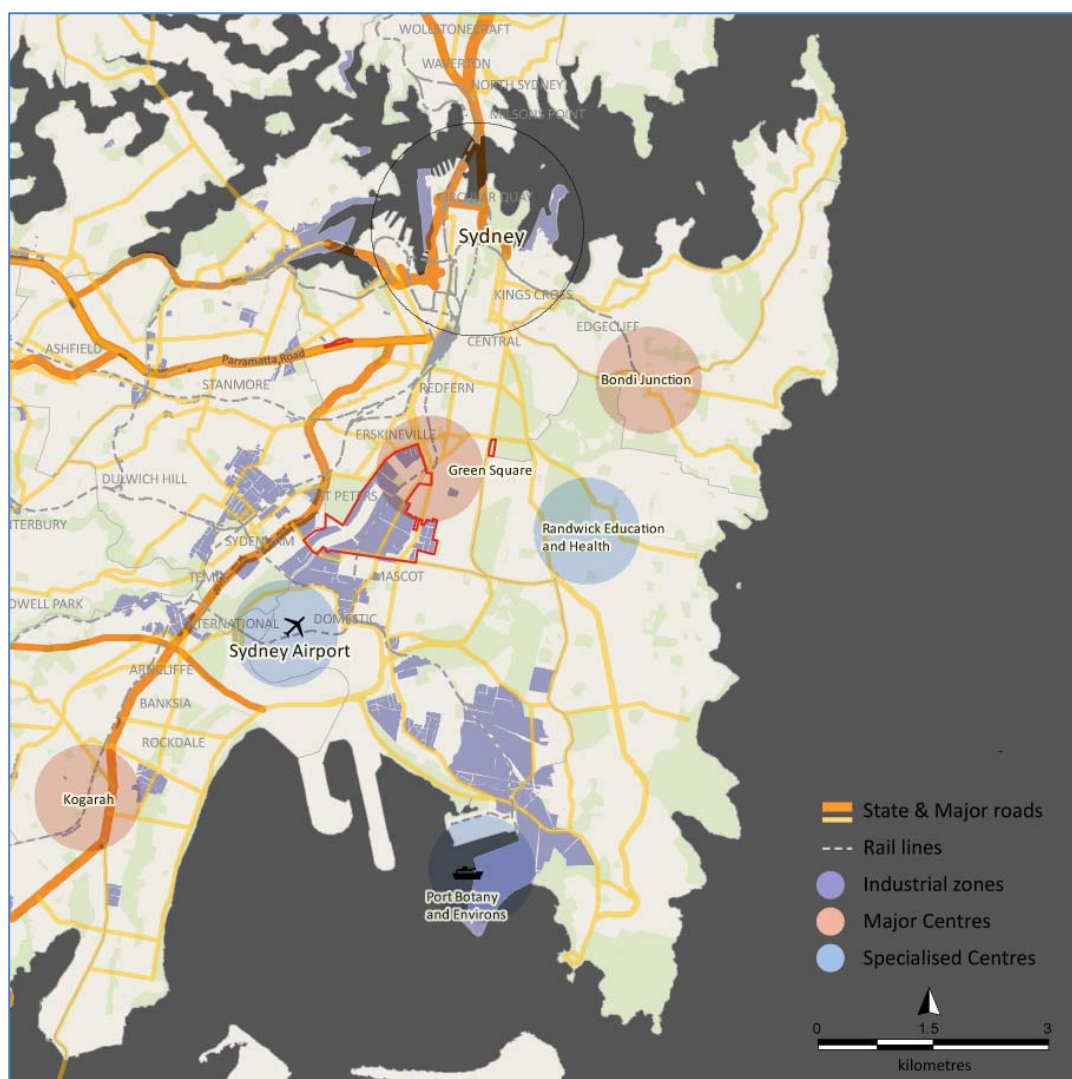 WOLLSTONECRAFT
WAVERTON
NORTH SYDNEY
MILSONS POINT
CIRCULAR QUAY
Sydney
KINGS CROSS
EDGECLIFF
CENTRAL
ASHFIELD
Parramatta Road
STANMORE
REDFERN
Bondi Junction
ERSKINEVILLE
Green Square
DULWICH HILL
ST PETERS
NTERBURY
Randwick Education
and Health
SYDENHAM
TEMP
MASCOT
OWELL PARK
INTERNATIONAL
DOMESTIC
Sydney Airport
ARNCLIFFE
BANKSIA
ROCKDALE
Kogarah
Port Botany
and Environs
State & Major roads
Rail lines
Industrial zones
Major Centres
Specialised Centres
0 1.5 3
kilometres